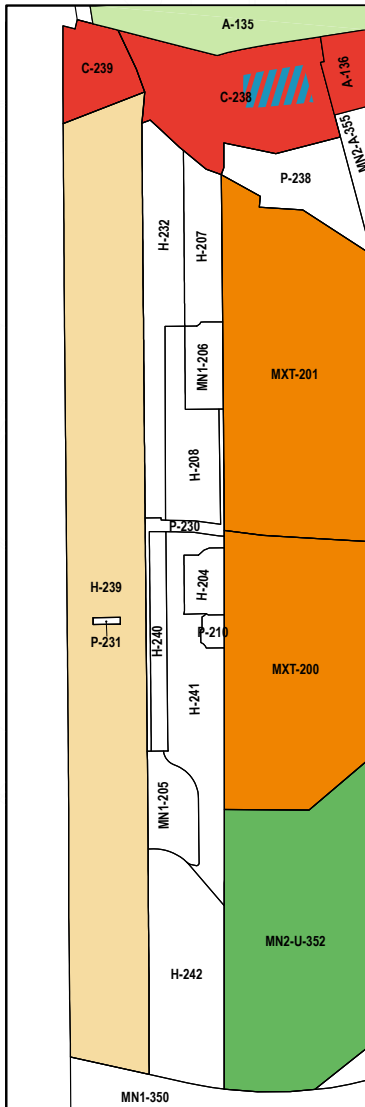 A-135
C-239
A-136
C-238
MN2-A-355
P-238
H-232
H-207
MN1-206
MXT-201
H-208
P-230
H-239
H-204
P-231
H-240
P-210
MXT-200
H-241
MN1-205
MN2-U-352
H-242
MN1-350